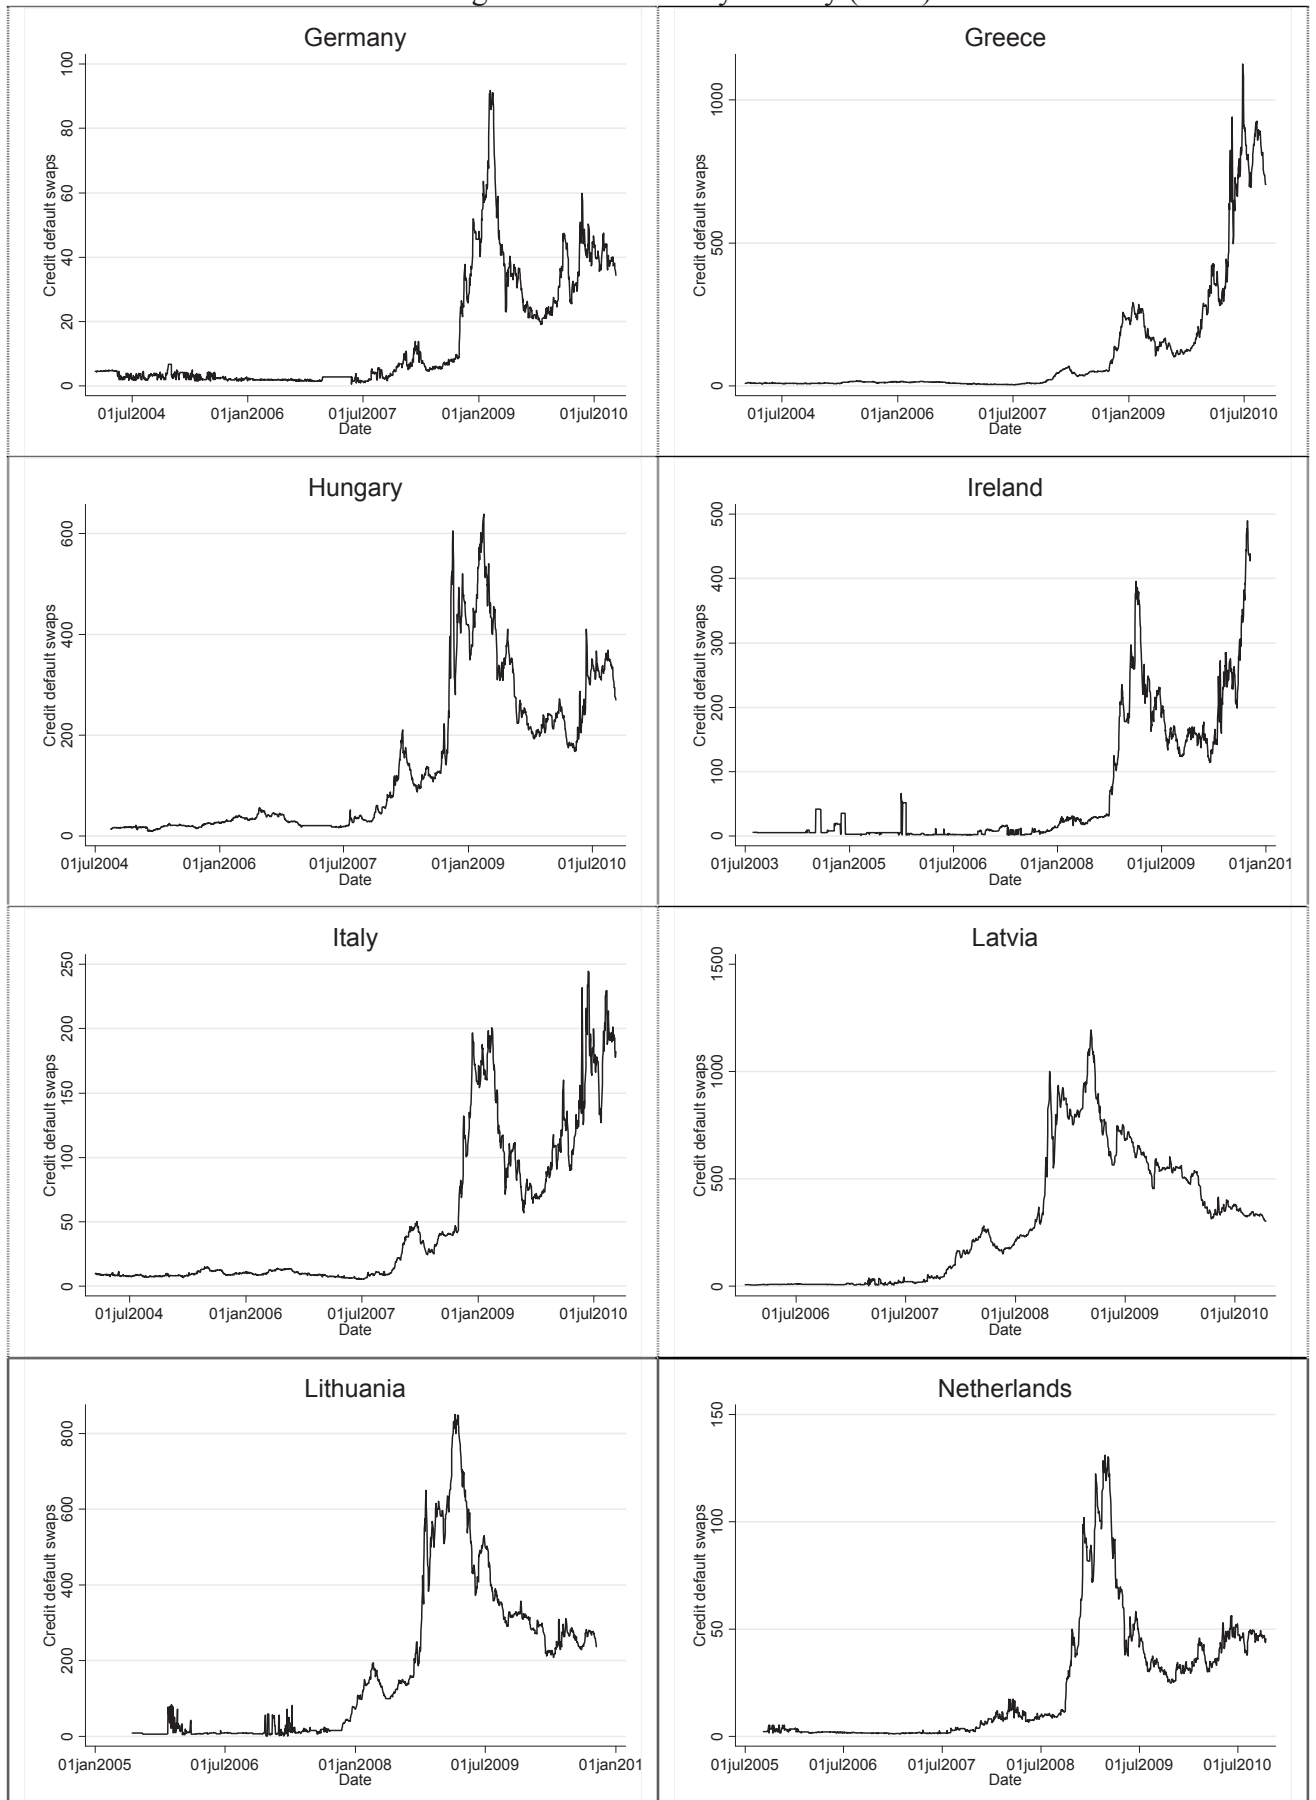 Germany
Credit default swaps
0 20 40 60 80 100
01jul2004 01jan2006 01jul2007 01jan2009 01jul2010
Date
Greece
Credit default swaps
0 500 1000
01jul2004 01jan2006 01jul2007 01jan2009 01jul2010
Date
Hungary
Credit default swaps
0 200 400 600
01jul2004 01jan2006 01jul2007 01jan2009 01jul2010
Date
Ireland
Credit default swaps
0 100 200 300 400 500
01jul2003 01jan2005 01jul2006 01jan2008 01jul2009 01jan201
Date
Italy
Credit default swaps
0 50 100 150 200 250
01jul2004 01jan2006 01jul2007 01jan2009 01jul2010
Date
Latvia
Credit default swaps
0 500 1000 1500
01jul2006 01jul2007 01jul2008 01jul2009 01jul2010
Date
Lithuania
Credit default swaps
0 200 400 600 800
01jan2005 01jul2006 01jan2008 01jul2009 01jan201
Date
Netherlands
Credit default swaps
0 50 100 150
01jul2005 01jul2006 01jul2007 01jul2008 01jul2009 01jul2010
Date